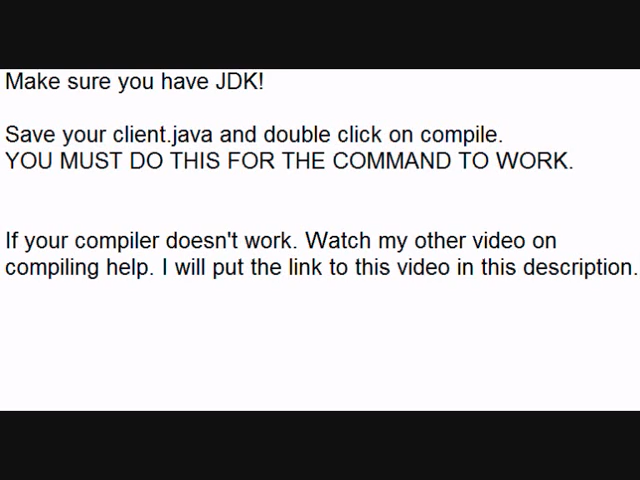 Make sure you have JDK!
Save your client.java and double click on compile.
YOU MUST DO THIS FOR THE COMMAND TO WORK.
If your compiler doesn't work. Watch my other video on
compiling help. I will put the link to this video in this description.